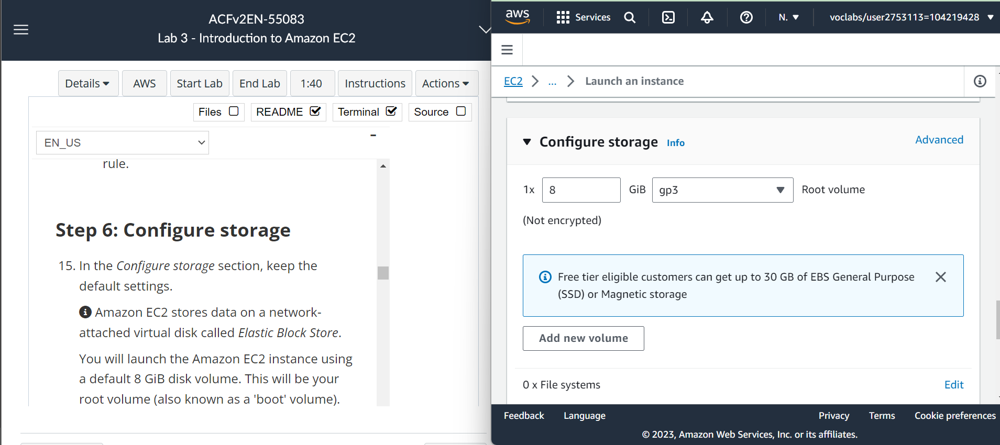 ACFv2EN-55083
Lab 3 - Introduction to Amazon EC2
Details
AWS
Start Lab
End Lab
1:40
Instructions
Actions
Files
README
Terminal
Source
EN_US
rule.
Step 6: Configure storage
15. In the Configure storage section, keep the
default settings.
Amazon EC2 stores data on a network-
attached virtual disk called Elastic Block Store.
You will launch the Amazon EC2 instance using
a default 8 GiB disk volume. This will be your
root volume (also known as a 'boot' volume).
aws
Services
N.
voclabs/user2753113=104219428
EC2
...
Launch an instance
Configure storage Info
Advanced
1x 8 GiB gp3 Root volume
(Not encrypted)
Free tier eligible customers can get up to 30 GB of EBS General Purpose
(SSD) or Magnetic storage
Add new volume
0 x File systems
Edit
Feedback
Language
Privacy
Terms
Cookie preferences
© 2023, Amazon Web Services, Inc. or its affiliates.